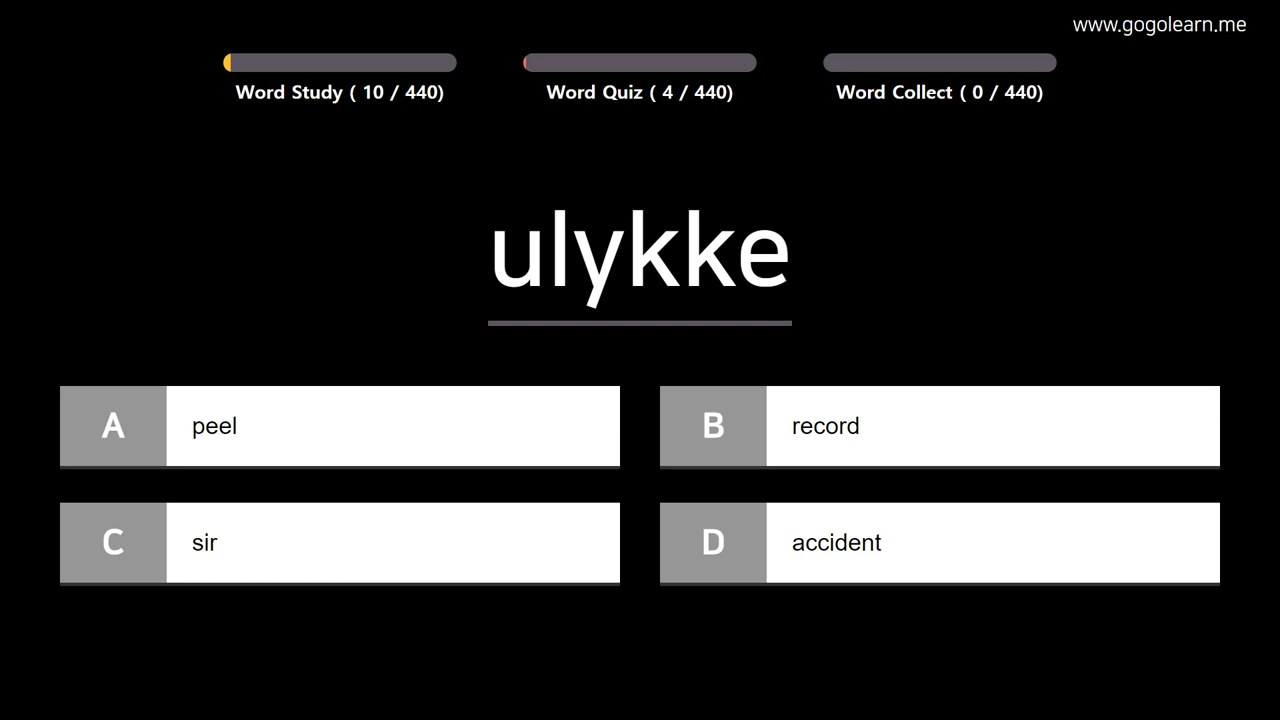 www.gogolearn.me
Word Study ( 10 / 440)
Word Quiz ( 4 / 440)
Word Collect ( 0 / 440)
ulykke
A peel
B record
C sir
D accident